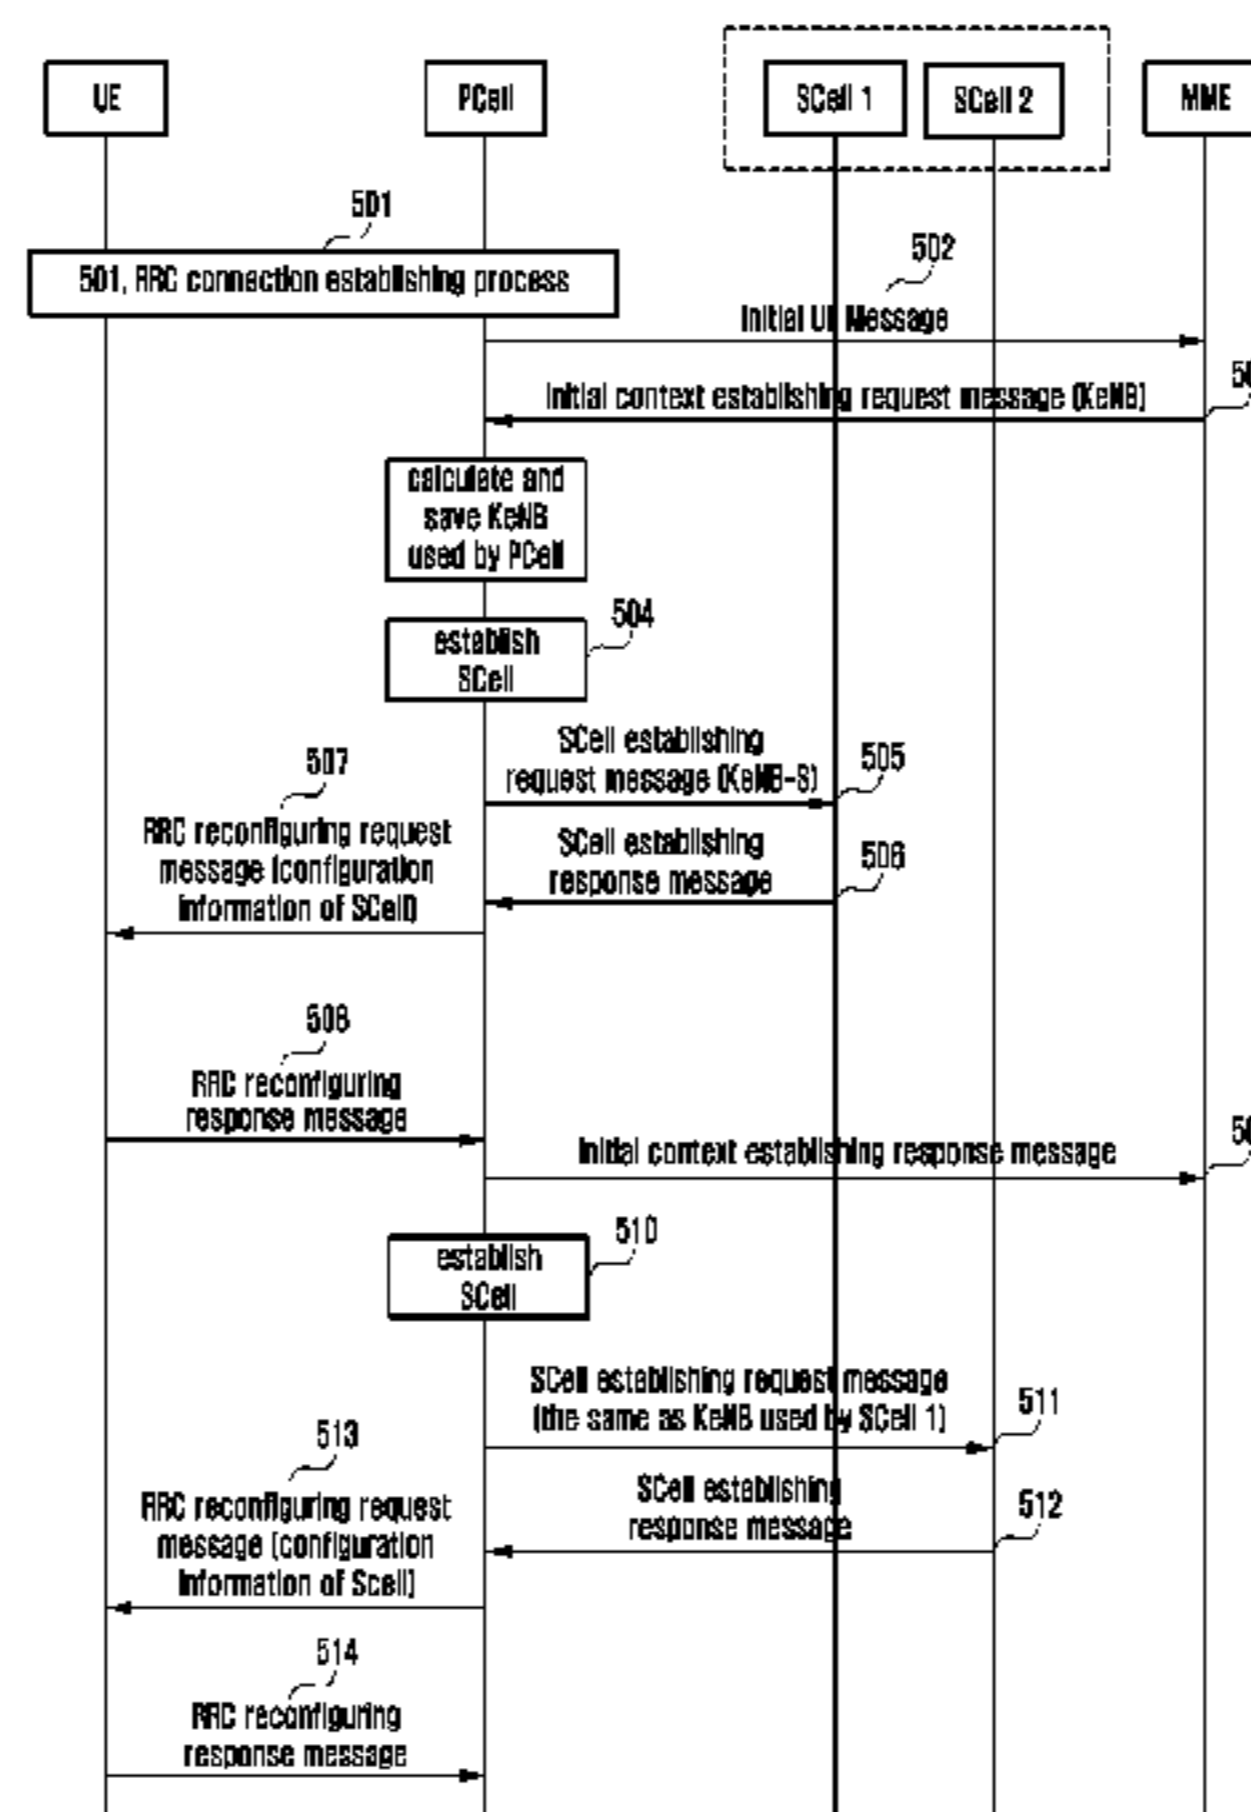 UE
PCell
SCell 1
SCell 2
MME
501
501, RRC connection establishing process
502
Initial UE Message
50
Initial context establishing request message (KeNB)
calculate and
save KeNB
used by PCell
504
establish
SCell
SCell establishing
request message (KeNB-S)
505
507
RRC reconfiguring request
message (configuration
information of SCell)
SCell establishing
response message
506
508
RRC reconfiguring
response message
50
Initial context establishing response message
510
establish
SCell
SCell establishing request message
(the same as KeNB used by SCell 1)
511
513
RRC reconfiguring request
message (configuration
information of Scell)
SCell establishing
response message
512
514
RRC reconfiguring
response message